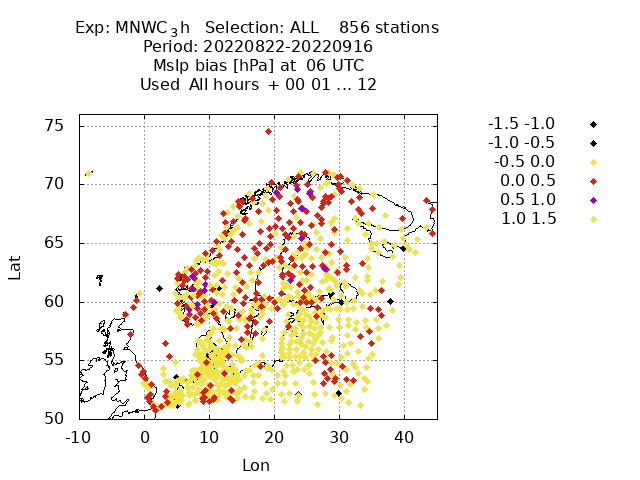 Exp: MNWC_3h   Selection: ALL    856 stations
Period: 20220822-20220916
Mslp bias [hPa] at  06 UTC
Used  All hours  + 00 01 ... 12
-1.5 -1.0
-1.0 -0.5
-0.5 0.0
0.0 0.5
0.5 1.0
1.0 1.5
75
70
65
60
55
50
Lat
-10 0 10 20 30 40
Lon